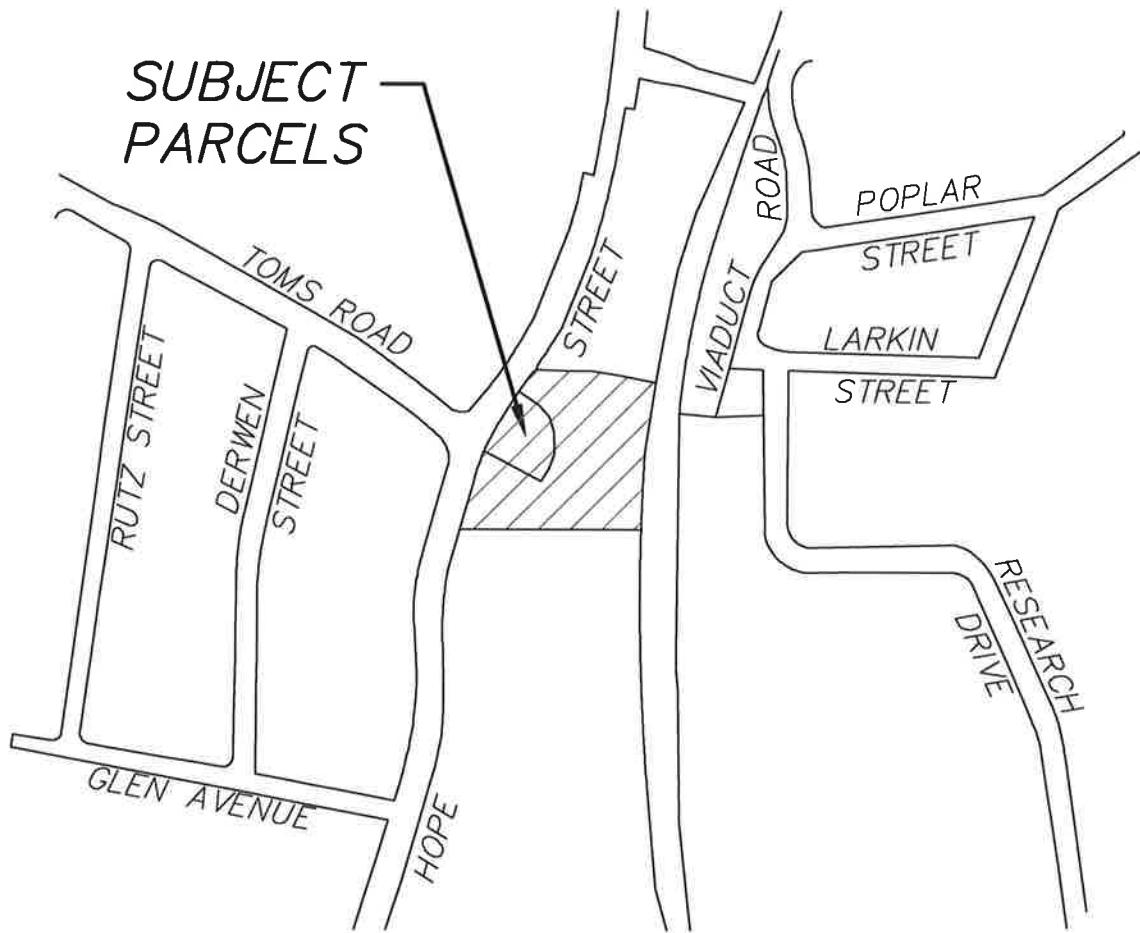 SUBJECT
PARCELS
TOMS ROAD
STREET
ROAD
VIADUCT
POPLAR
STREET
LARKIN
STREET
RUTZ STREET
DERWEN
STREET
RESEARCH
DRIVE
GLEN AVENUE
HOPE